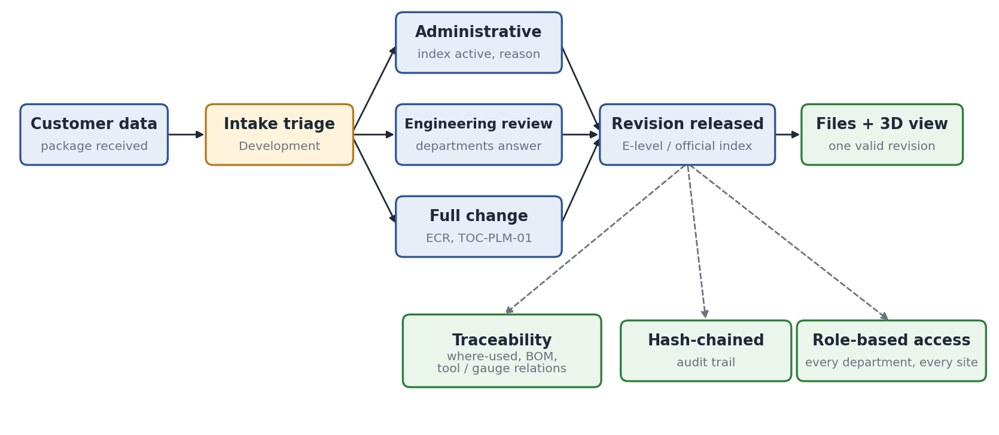 Customer data
package received
Intake triage
Development
Administrative
index active, reason
Engineering review
departments answer
Full change
ECR, TOC-PLM-01
Revision released
E-level / official index
Files + 3D view
one valid revision
Traceability
where-used, BOM,
tool / gauge relations
Hash-chained
audit trail
Role-based access
every department, every site